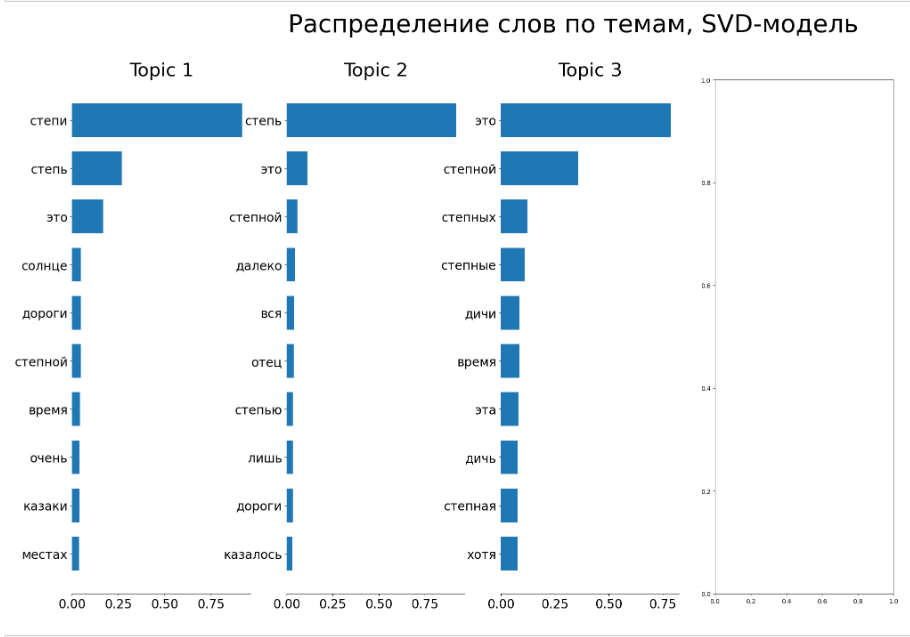 Распределение слов по темам, SVD-модель
Topic 1
степи
степь
это
солнце
дороги
степной
время
очень
казаки
местах
0.00 0.25 0.50 0.75
Topic 2
степь
это
степной
далеко
вся
отец
степью
лишь
дороги
казалось
0.00 0.25 0.50 0.75
Topic 3
это
степной
степных
степные
дичи
время
эта
дичь
степная
хотя
0.00 0.25 0.50 0.75
1.0
0.8
0.6
0.4
0.2
0.0
0.0 0.2 0.4 0.6 0.8 1.0